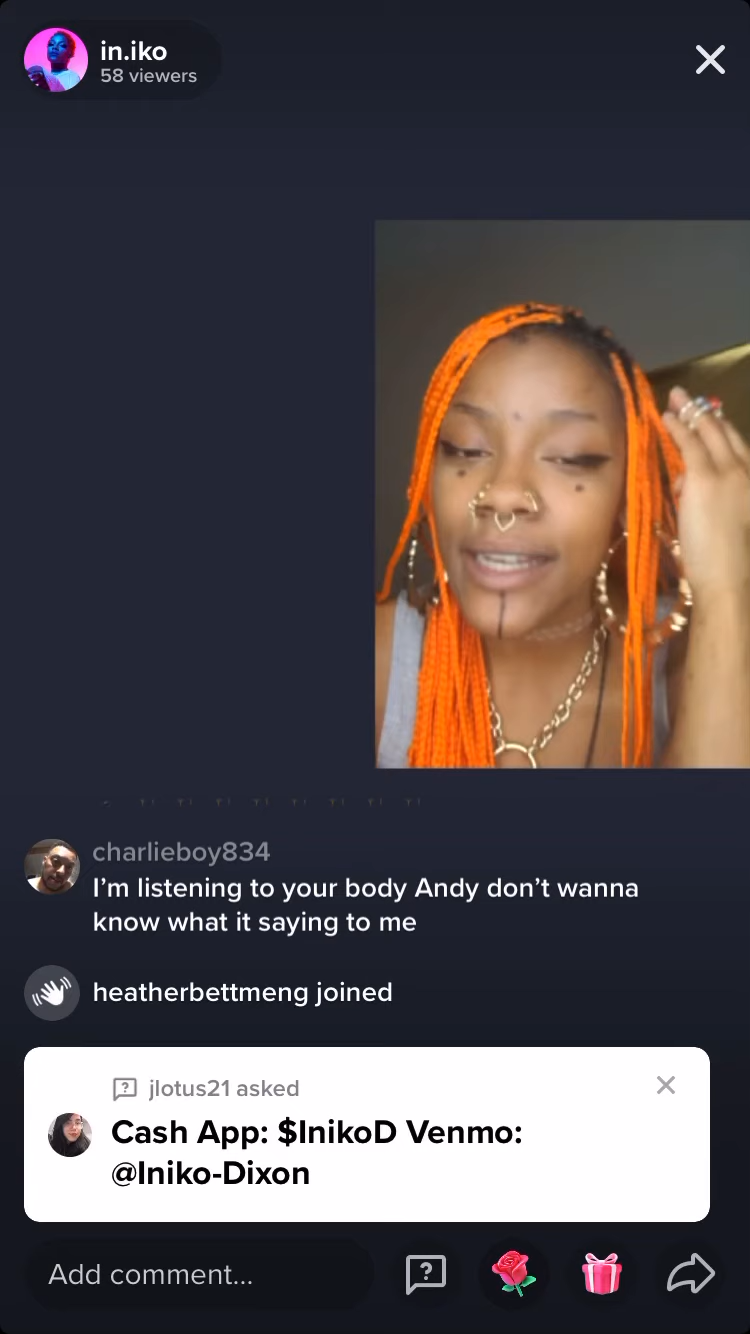 in.iko
58 viewers
charlieboy834
I’m listening to your body Andy don’t wanna
know what it saying to me
heatherbettmeng joined
jlotus21 asked
Cash App: $InikoD Venmo:
@Iniko-Dixon
Add comment...